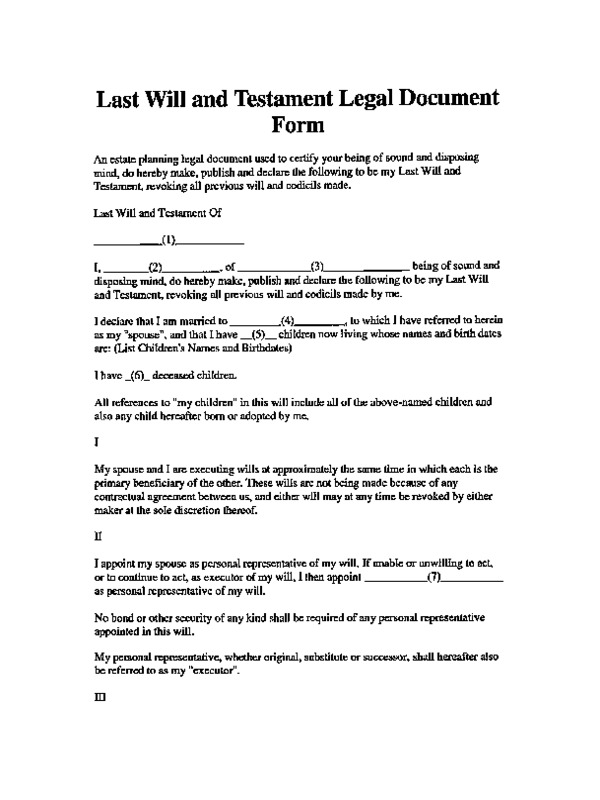 Last Will and Testament Legal Document
Form
An estate planning legal document used to certify your being of sound and disposing
mind, do hereby make, publish and declare the following to be my Last Will and
Testament, revoking all previous will and codicils made.
Last Will and Testament Of
____________(1)____________
I, ________(2)__________, of _____________(3)_______________ being of sound and
disposing mind, do hereby make, publish and declare the following to be my Last Will
and Testament, revoking all previous will and codicils made by me.
I declare that I am married to _________(4)_________, to which I have referred to herein
as my "spouse", and that I have __(5)__ children now living whose names and birth dates
are: (List Children's Names and Birthdates)
I have _(6)_ deceased children.
All references to "my children" in this will include all of the above-named children and
also any child hereafter born or adopted by me.
I
My spouse and I are executing wills at approximately the same time in which each is the
primary beneficiary of the other. These wills are not being made because of any
contractual agreement between us, and either will may at any time be revoked by either
maker at the sole discretion thereof.
II
I appoint my spouse as personal representative of my will. If unable or unwilling to act,
or to continue to act, as executor of my will, I then appoint ___________(7)___________
as personal representative of my will.
No bond or other security of any kind shall be required of any personal representative
appointed in this will.
My personal representative, whether original, substitute or successor, shall hereafter also
be referred to as my "executor".
III